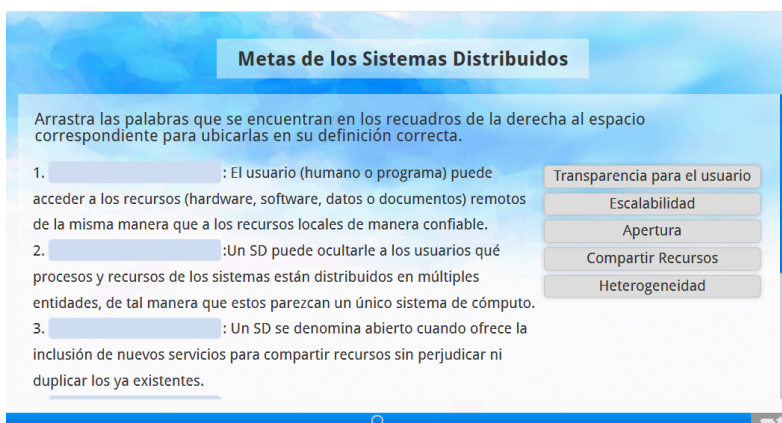 Metas de los Sistemas Distribuidos
Arrastra las palabras que se encuentran en los recuadros de la derecha al espacio
correspondiente para ubicarlas en su definición correcta.
1. : El usuario (humano o programa) puede
acceder a los recursos (hardware, software, datos o documentos) remotos
de la misma manera que a los recursos locales de manera confiable.
2. :Un SD puede ocultarle a los usuarios qué
procesos y recursos de los sistemas están distribuidos en múltiples
entidades, de tal manera que estos parezcan un único sistema de cómputo.
3. : Un SD se denomina abierto cuando ofrece la
inclusión de nuevos servicios para compartir recursos sin perjudicar ni
duplicar los ya existentes.
Transparencia para el usuario
Escalabilidad
Apertura
Compartir Recursos
Heterogeneidad